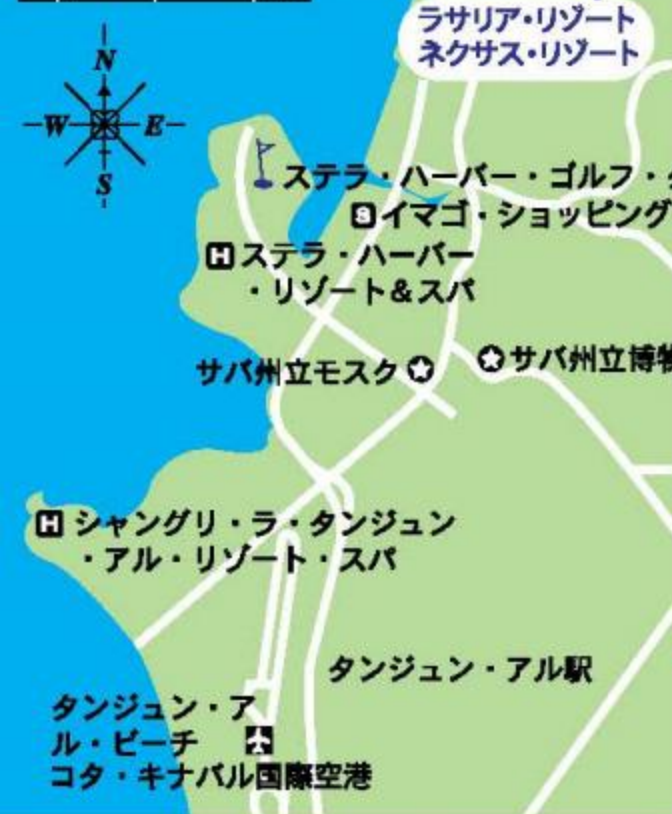 ラサリア・リゾート
ネクサス・リゾート
N
W E
S
ステラ・ハーバー・ゴルフ・
S イマゴ・ショッピング
H ステラ・ハーバー
・リゾート&スパ
サバ州立モスク
サバ州立博物
H シャングリ・ラ・タンジュン
・アル・リゾート・スパ
タンジュン・アル駅
タンジュン・ア
ル・ビーチ
コタ・キナバル国際空港